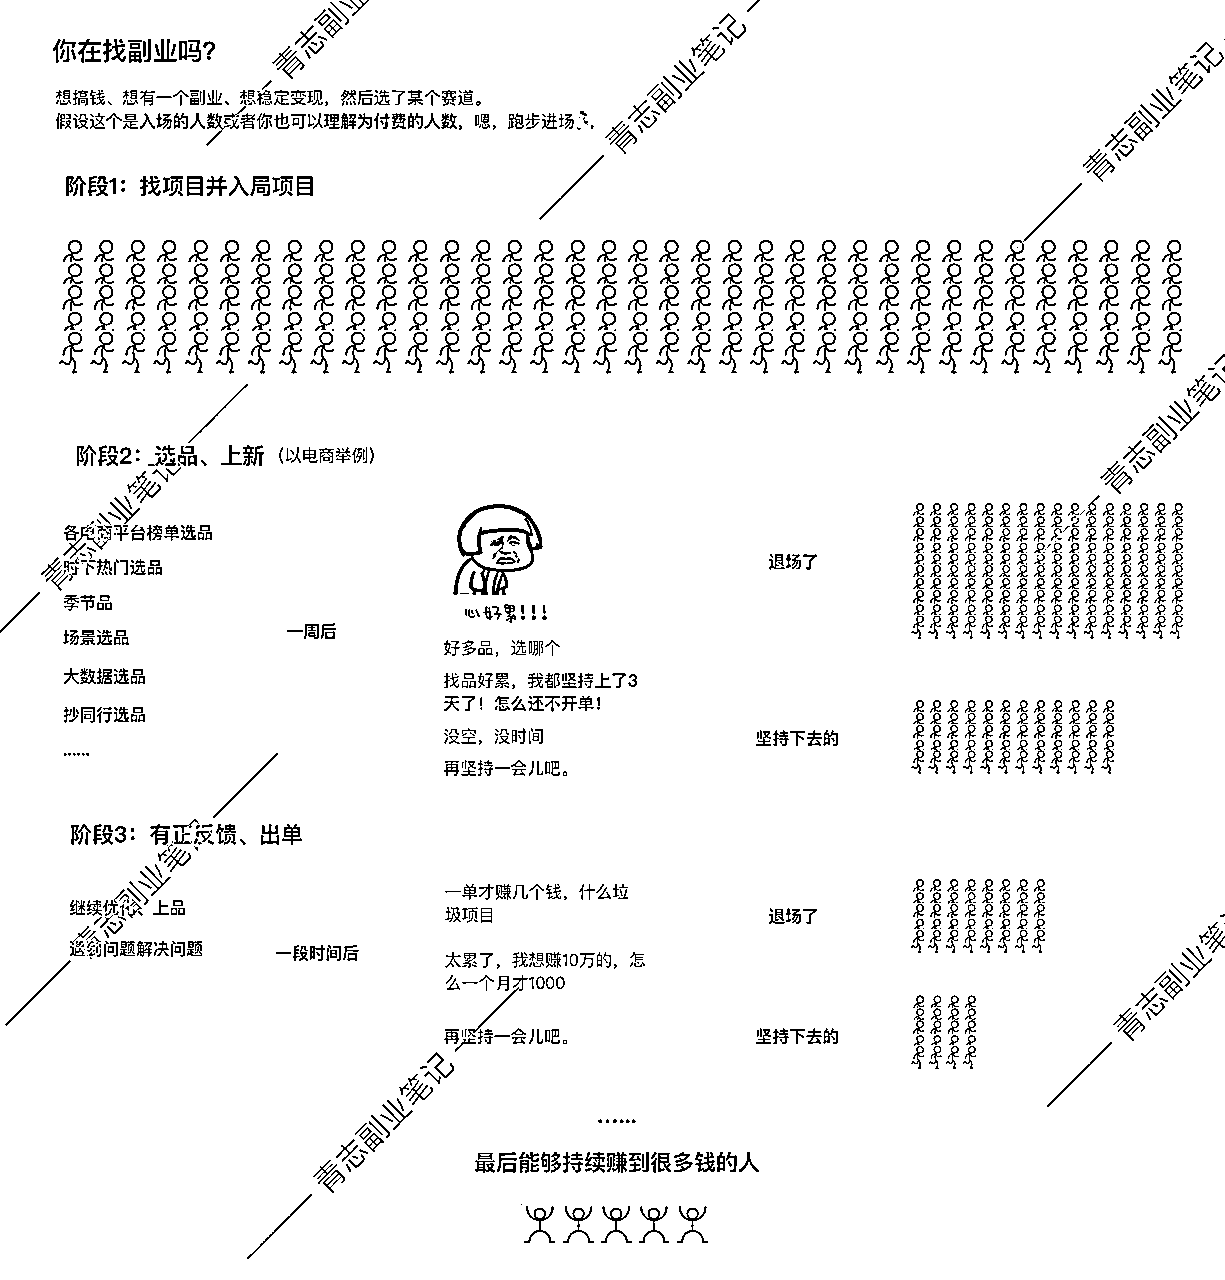 你在找副业吗？
想搞钱、想有一个副业、想稳定变现，然后选了某个赛道。
假设这个是入场的人数或者你也可以理解为付费的人数，嗯，跑步进场
阶段1：找项目并入局项目
阶段2：选品、上新（以电商举例）
各电商平台榜单选品
时下热门选品
季节品
场景选品
大数据选品
抄同行选品
......
一周后
心好累!!!
好多品，选哪个
找品好累，我都坚持上了3
天了！怎么还不开单！
没空，没时间
再坚持一会儿吧。
退场了
坚持下去的
阶段3：有正反馈、出单
继续优化、上品
遇到问题解决问题
一段时间后
一单才赚几个钱，什么垃
圾项目
太累了，我想赚10万的，怎
么一个月才1000
再坚持一会儿吧。
退场了
坚持下去的
......
最后能够持续赚到很多钱的人
青志副业笔记
青志副业笔记
青志副业笔记
青志副业笔记
青志副业笔记
青志副业笔记
青志副业笔记
青志副业笔记